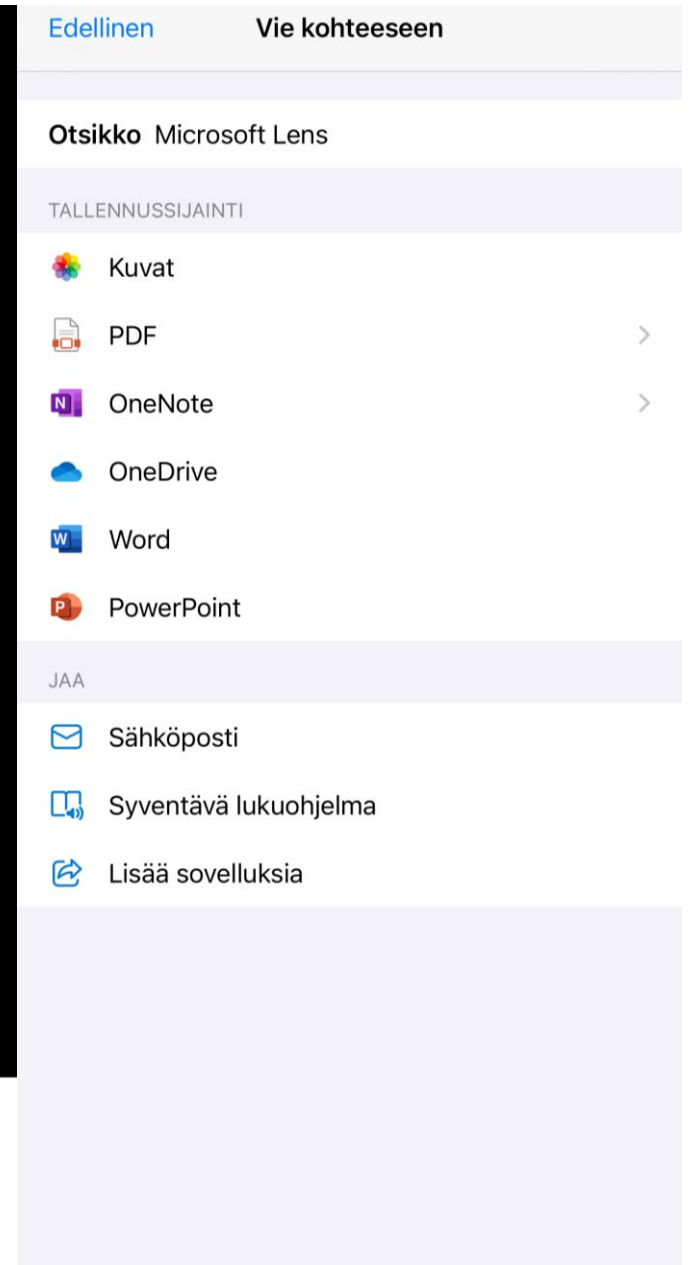 Edellinen Vie kohteeseen
Otsikko Microsoft Lens
TALLENNUSSIJAINTI
Kuvat
PDF
N OneNote
OneDrive
W Word
P PowerPoint
JAA
Sähköposti
Syventävä lukuohjelma
Lisää sovelluksia